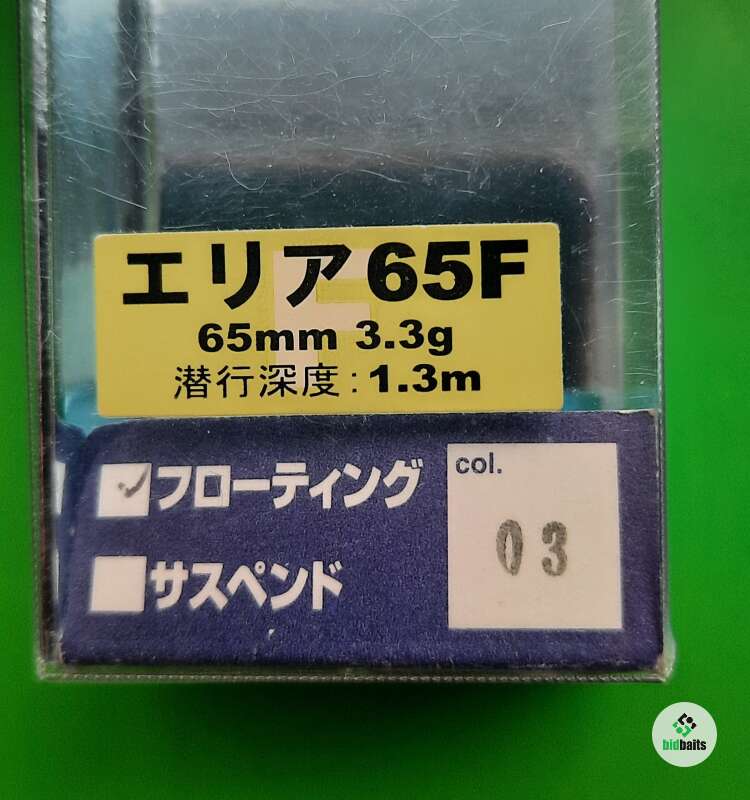 エリア65F
65mm 3.3g
潜行深度:1.3m
フローティング
サスペンド
col.
03
bidbaits